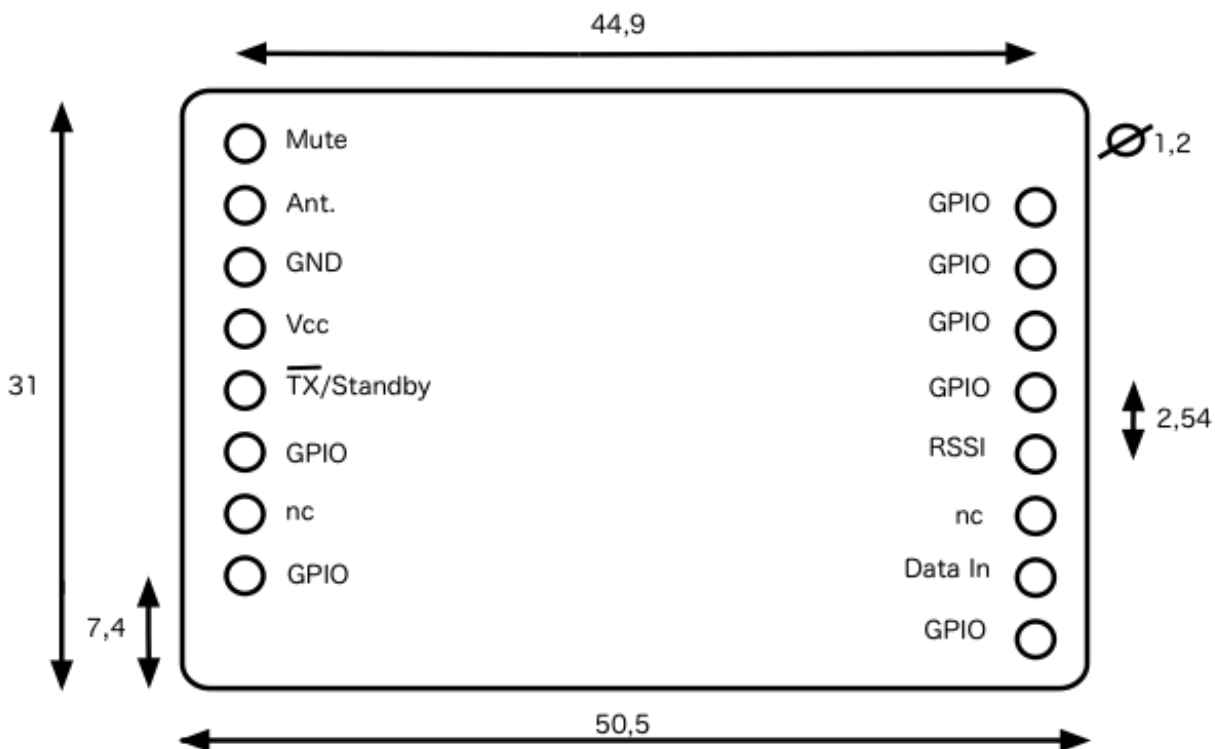 44,9
Mute
1,2
Ant.
GPIO
GND
GPIO
Vcc
GPIO
31
TX/Standby
GPIO
2,54
GPIO
RSSI
nc
nc
GPIO
Data In
7,4
GPIO
50,5